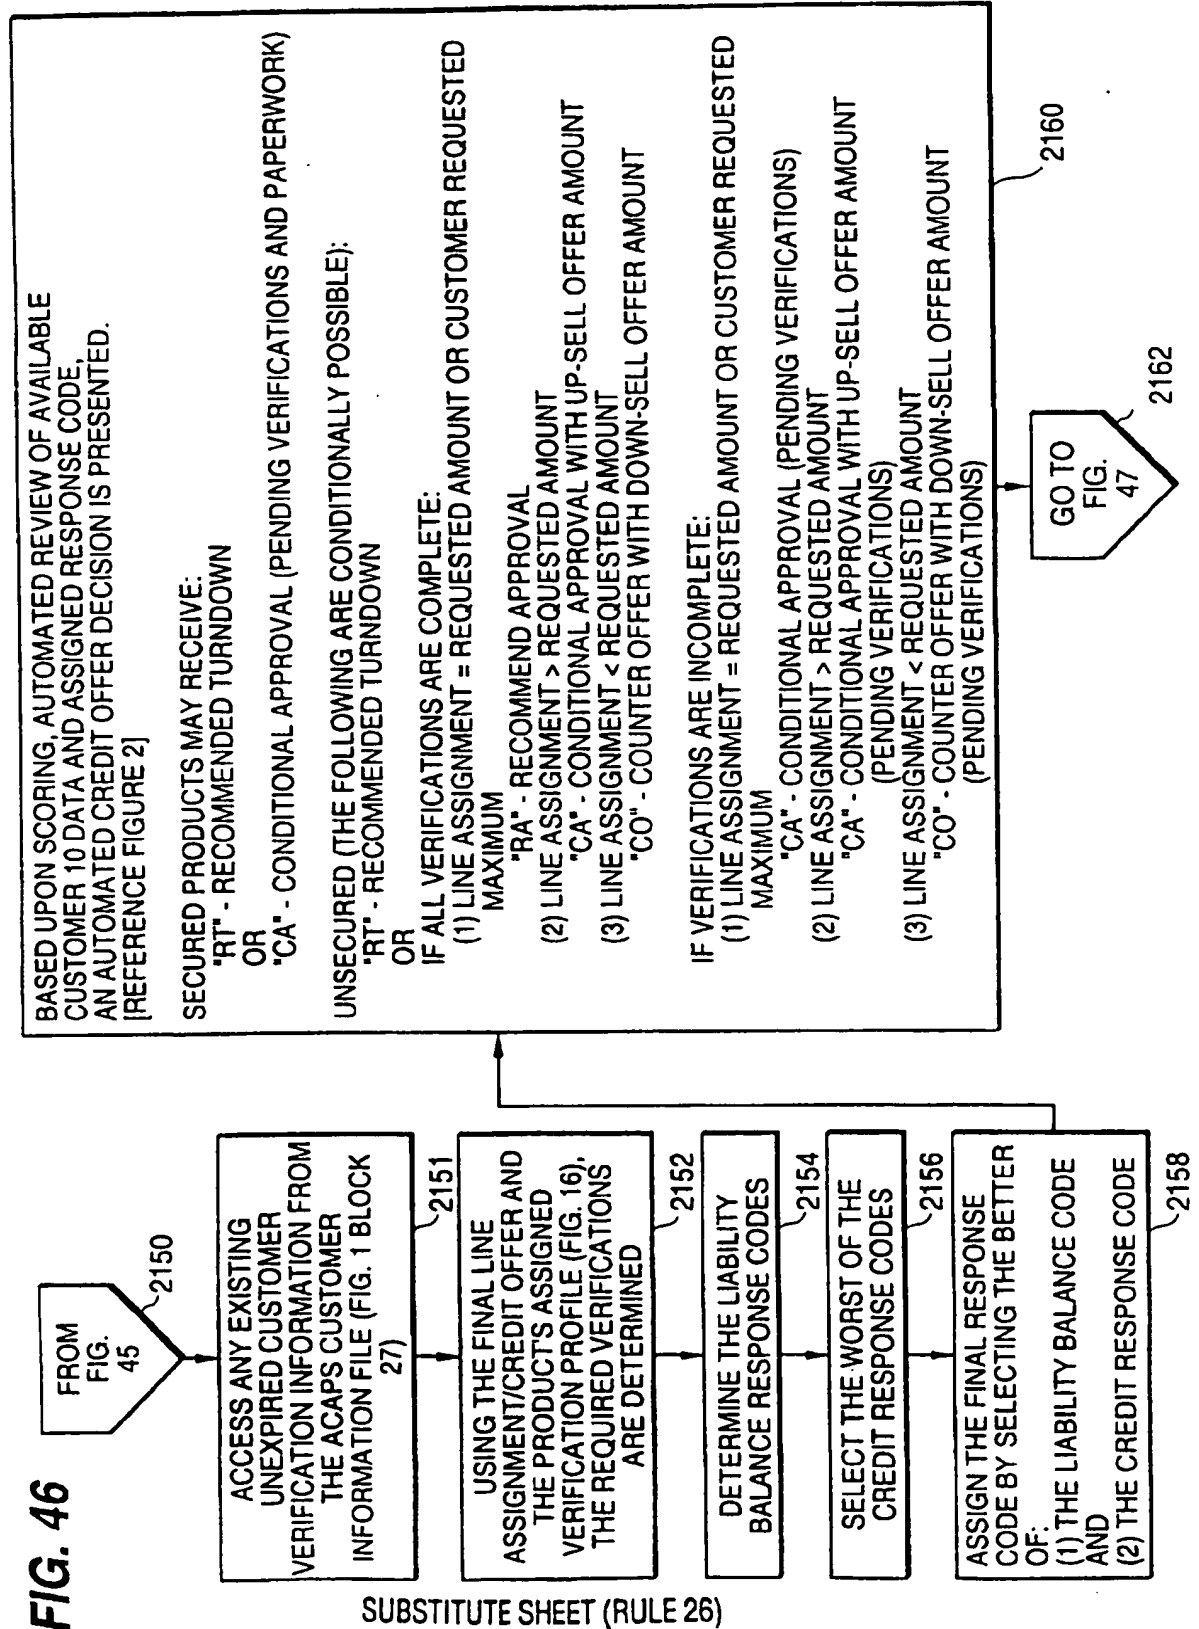 FIG. 46
FROM
FIG.
45
2150
ACCESS ANY EXISTING
UNEXPIRED CUSTOMER
VERIFICATION INFORMATION FROM
THE ACAPS CUSTOMER
INFORMATION FILE (FIG. 1 BLOCK
27)
2151
USING THE FINAL LINE
ASSIGNMENT/CREDIT OFFER AND
THE PRODUCT'S ASSIGNED
VERIFICATION PROFILE (FIG. 16),
THE REQUIRED VERIFICATIONS
ARE DETERMINED
2152
DETERMINE THE LIABILITY
BALANCE RESPONSE CODES
2154
SELECT THE WORST OF THE
CREDIT RESPONSE CODES
2156
ASSIGN THE FINAL RESPONSE
CODE BY SELECTING THE BETTER
OF:
(1) THE LIABILITY BALANCE CODE
AND
(2) THE CREDIT RESPONSE CODE
2158
BASED UPON SCORING, AUTOMATED REVIEW OF AVAILABLE
CUSTOMER 10 DATA AND ASSIGNED RESPONSE CODE,
AN AUTOMATED CREDIT OFFER DECISION IS PRESENTED.
[REFERENCE FIGURE 2]
SECURED PRODUCTS MAY RECEIVE:
"RT" - RECOMMENDED TURNDOWN
OR
"CA" - CONDITIONAL APPROVAL (PENDING VERIFICATIONS AND PAPERWORK)
UNSECURED (THE FOLLOWING ARE CONDITIONALLY POSSIBLE):
"RT" - RECOMMENDED TURNDOWN
OR
IF ALL VERIFICATIONS ARE COMPLETE:
(1) LINE ASSIGNMENT = REQUESTED AMOUNT OR CUSTOMER REQUESTED
MAXIMUM
"RA" - RECOMMEND APPROVAL
(2) LINE ASSIGNMENT > REQUESTED AMOUNT
"CA" - CONDITIONAL APPROVAL WITH UP-SELL OFFER AMOUNT
(3) LINE ASSIGNMENT < REQUESTED AMOUNT
"CO" - COUNTER OFFER WITH DOWN-SELL OFFER AMOUNT
IF VERIFICATIONS ARE INCOMPLETE:
(1) LINE ASSIGNMENT = REQUESTED AMOUNT OR CUSTOMER REQUESTED
MAXIMUM
"CA" - CONDITIONAL APPROVAL (PENDING VERIFICATIONS)
(2) LINE ASSIGNMENT > REQUESTED AMOUNT
"CA" - CONDITIONAL APPROVAL WITH UP-SELL OFFER AMOUNT
(PENDING VERIFICATIONS)
(3) LINE ASSIGNMENT < REQUESTED AMOUNT
"CO" - COUNTER OFFER WITH DOWN-SELL OFFER AMOUNT
(PENDING VERIFICATIONS)
2160
GO TO
FIG.
47
2162
SUBSTITUTE SHEET (RULE 26)